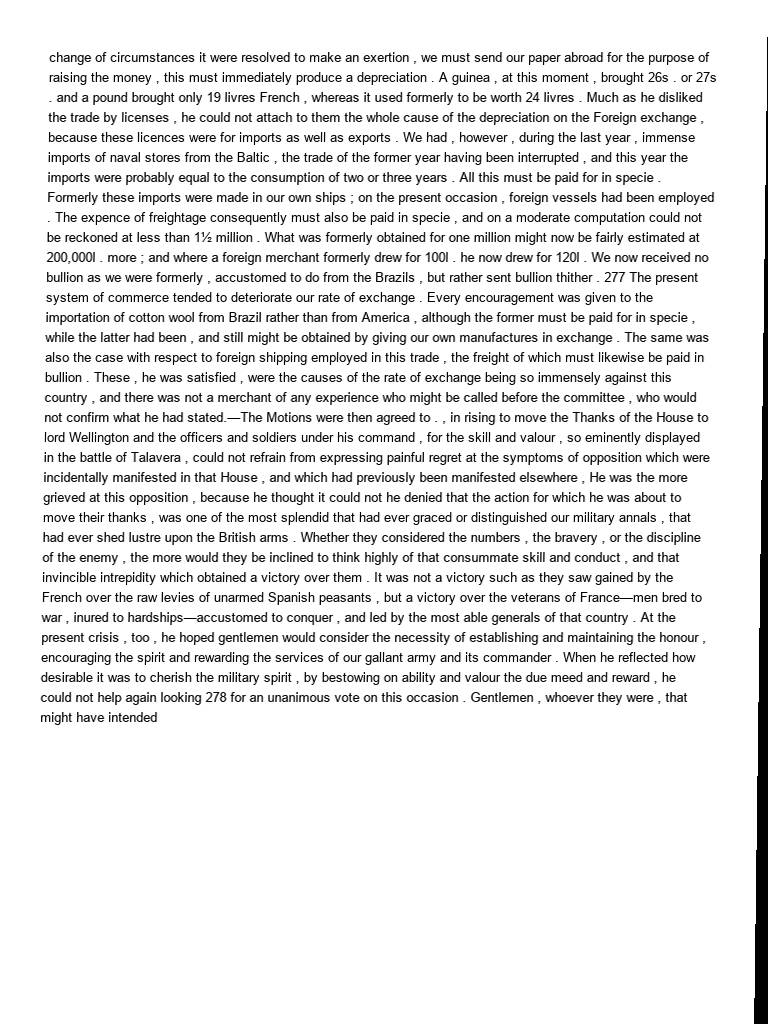 change of circumstances it were resolved to make an exertion , we must send our paper abroad for the purpose of
raising the money , this must immediately produce a depreciation . A guinea , at this moment , brought 26s . or 27s
. and a pound brought only 19 livres French , whereas it used formerly to be worth 24 livres . Much as he disliked
the trade by licenses , he could not attach to them the whole cause of the depreciation on the Foreign exchange ,
because these licences were for imports as well as exports . We had , however , during the last year , immense
imports of naval stores from the Baltic , the trade of the former year having been interrupted , and this year the
imports were probably equal to the consumption of two or three years . All this must be paid for in specie .
Formerly these imports were made in our own ships ; on the present occasion , foreign vessels had been employed
. The expence of freightage consequently must also be paid in specie , and on a moderate computation could not
be reckoned at less than 1½ million . What was formerly obtained for one million might now be fairly estimated at
200,000l . more ; and where a foreign merchant formerly drew for 100l . he now drew for 120l . We now received no
bullion as we were formerly , accustomed to do from the Brazils , but rather sent bullion thither . 277 The present
system of commerce tended to deteriorate our rate of exchange . Every encouragement was given to the
importation of cotton wool from Brazil rather than from America , although the former must be paid for in specie ,
while the latter had been , and still might be obtained by giving our own manufactures in exchange . The same was
also the case with respect to foreign shipping employed in this trade , the freight of which must likewise be paid in
bullion . These , he was satisfied , were the causes of the rate of exchange being so immensely against this
country , and there was not a merchant of any experience who might be called before the committee , who would
not confirm what he had stated.—The Motions were then agreed to . , in rising to move the Thanks of the House to
lord Wellington and the officers and soldiers under his command , for the skill and valour , so eminently displayed
in the battle of Talavera , could not refrain from expressing painful regret at the symptoms of opposition which were
incidentally manifested in that House , and which had previously been manifested elsewhere , He was the more
grieved at this opposition , because he thought it could not he denied that the action for which he was about to
move their thanks , was one of the most splendid that had ever graced or distinguished our military annals , that
had ever shed lustre upon the British arms . Whether they considered the numbers , the bravery , or the discipline
of the enemy , the more would they be inclined to think highly of that consummate skill and conduct , and that
invincible intrepidity which obtained a victory over them . It was not a victory such as they saw gained by the
French over the raw levies of unarmed Spanish peasants , but a victory over the veterans of France—men bred to
war , inured to hardships—accustomed to conquer , and led by the most able generals of that country . At the
present crisis , too , he hoped gentlemen would consider the necessity of establishing and maintaining the honour ,
encouraging the spirit and rewarding the services of our gallant army and its commander . When he reflected how
desirable it was to cherish the military spirit , by bestowing on ability and valour the due meed and reward , he
could not help again looking 278 for an unanimous vote on this occasion . Gentlemen , whoever they were , that
might have intended